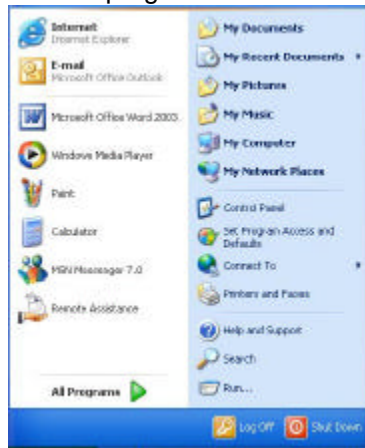 Internet
Internet Explorer
E-mail
Microsoft Office Outlook
Microsoft Office Word 2003
Windows Media Player
Paint
Calculator
MSN Messenger 7.0
Remote Assistance
All Programs
My Documents
My Recent Documents
My Pictures
My Music
My Computer
My Network Places
Control Panel
Set Program Access and
Defaults
Connect To
Printers and Faxes
Help and Support
Search
Run...
Log Off
Shut Down